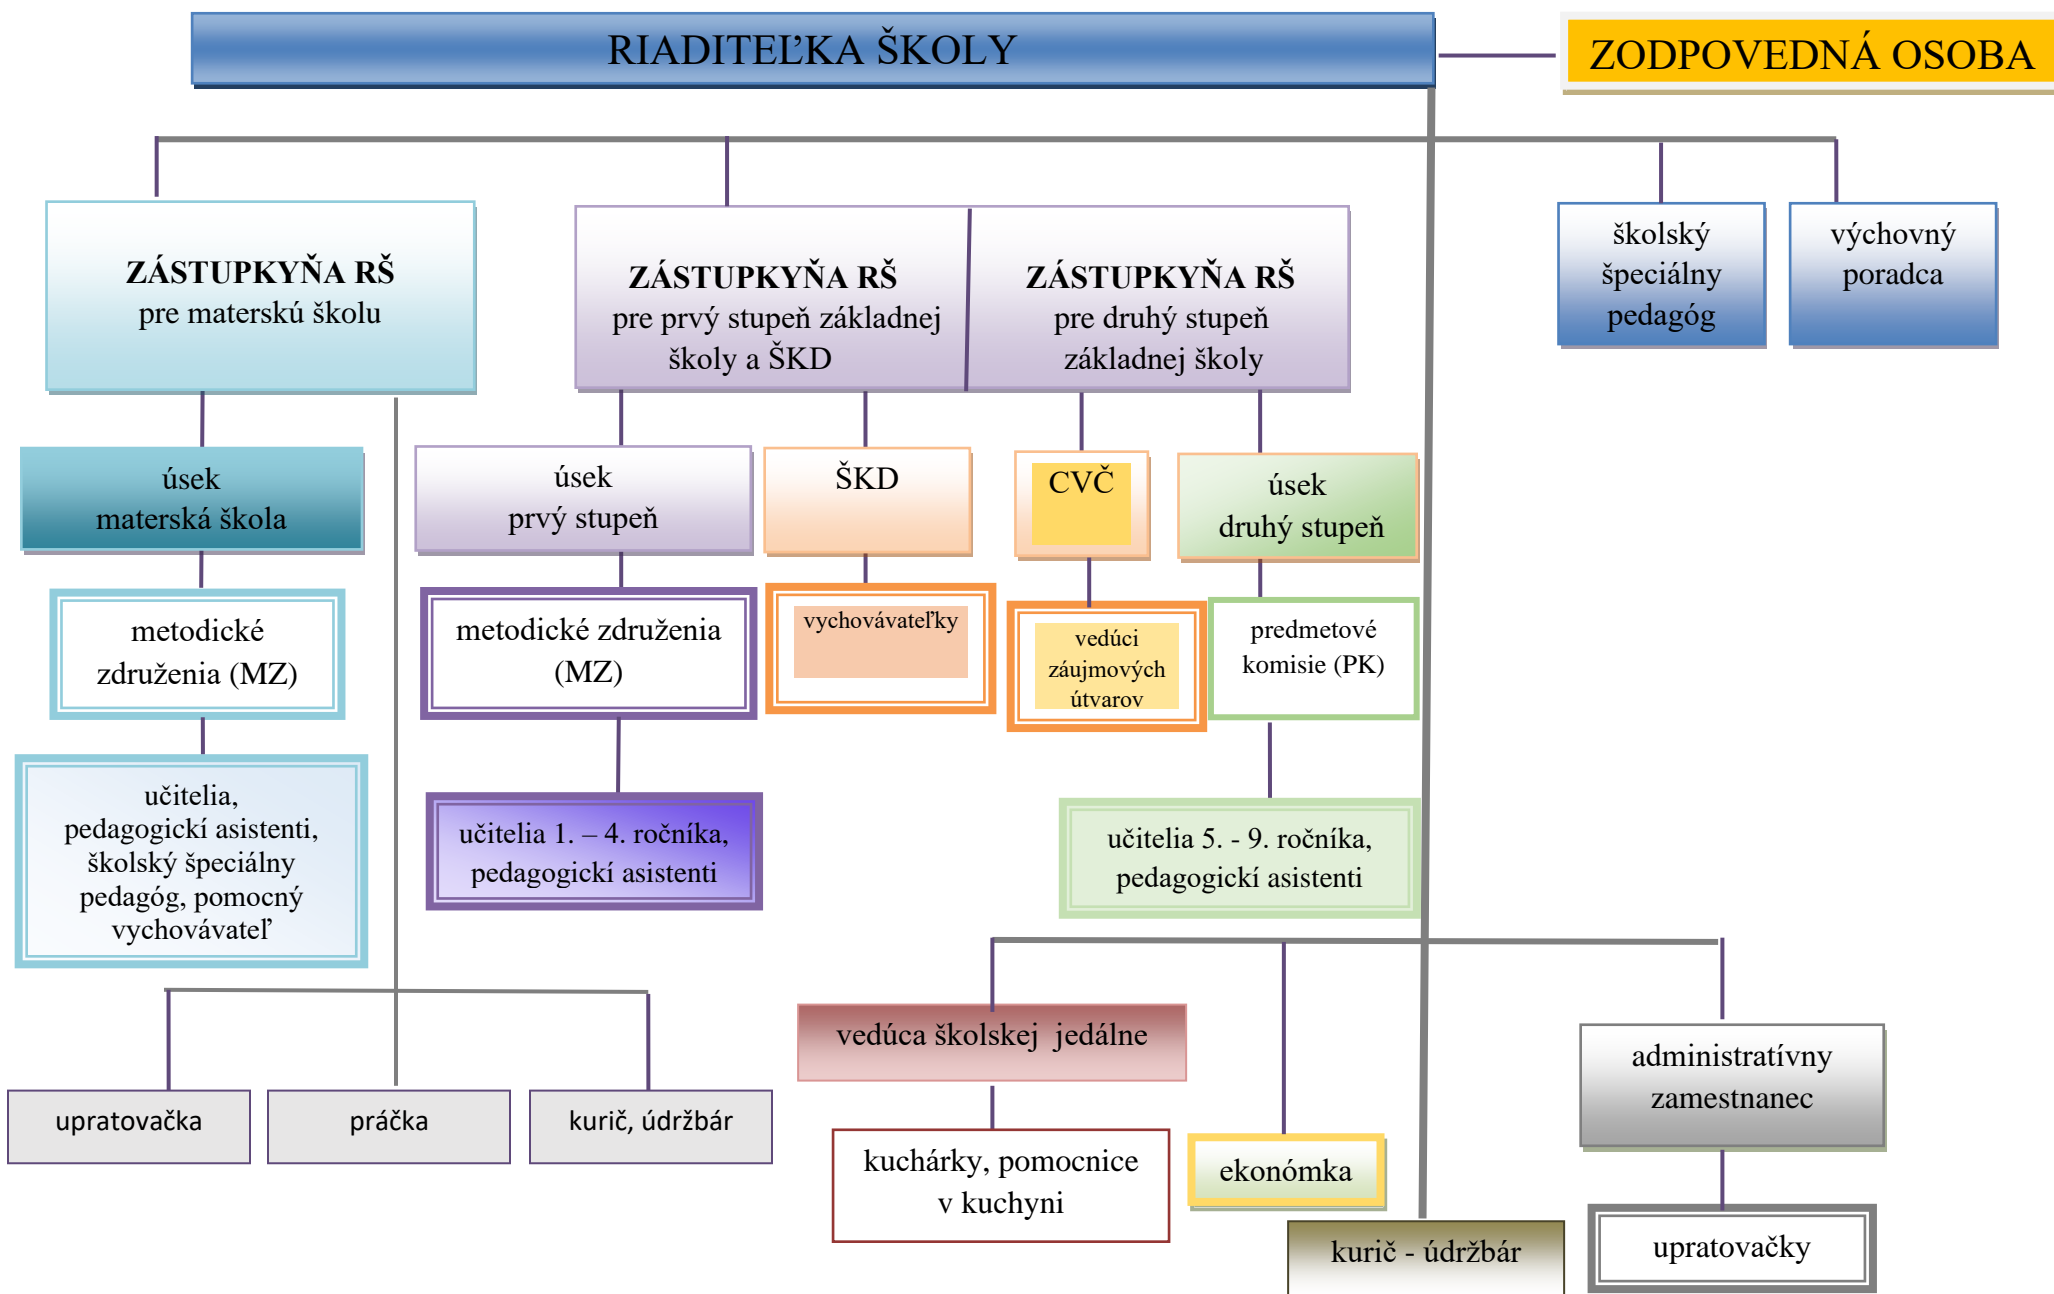 RIADITEĽKA ŠKOLY
ZODPOVEDNÁ OSOBA
ZÁSTUPKYŇA RŠ
pre materskú školu
ZÁSTUPKYŇA RŠ
pre prvý stupeň základnej
školy a ŠKD
ZÁSTUPKYŇA RŠ
pre druhý stupeň
základnej školy
školský
špeciálny
pedagóg
výchovný
poradca
úsek
materská škola
úsek
prvý stupeň
ŠKD
CVČ
úsek
druhý stupeň
metodické
združenia (MZ)
metodické združenia
(MZ)
vychovávateľky
vedúci
záujmových
útvarov
predmetové
komisie (PK)
učitelia,
pedagogickí asistenti,
školský špeciálny
pedagóg, pomocný
vychovávateľ
učitelia 1. – 4. ročníka,
pedagogickí asistenti
učitelia 5. - 9. ročníka,
pedagogickí asistenti
upratovačka
práčka
kurič, údržbár
vedúca školskej  jedálne
administratívny
zamestnanec
kuchárky, pomocnice
v kuchyni
ekonómka
kurič - údržbár
upratovačky